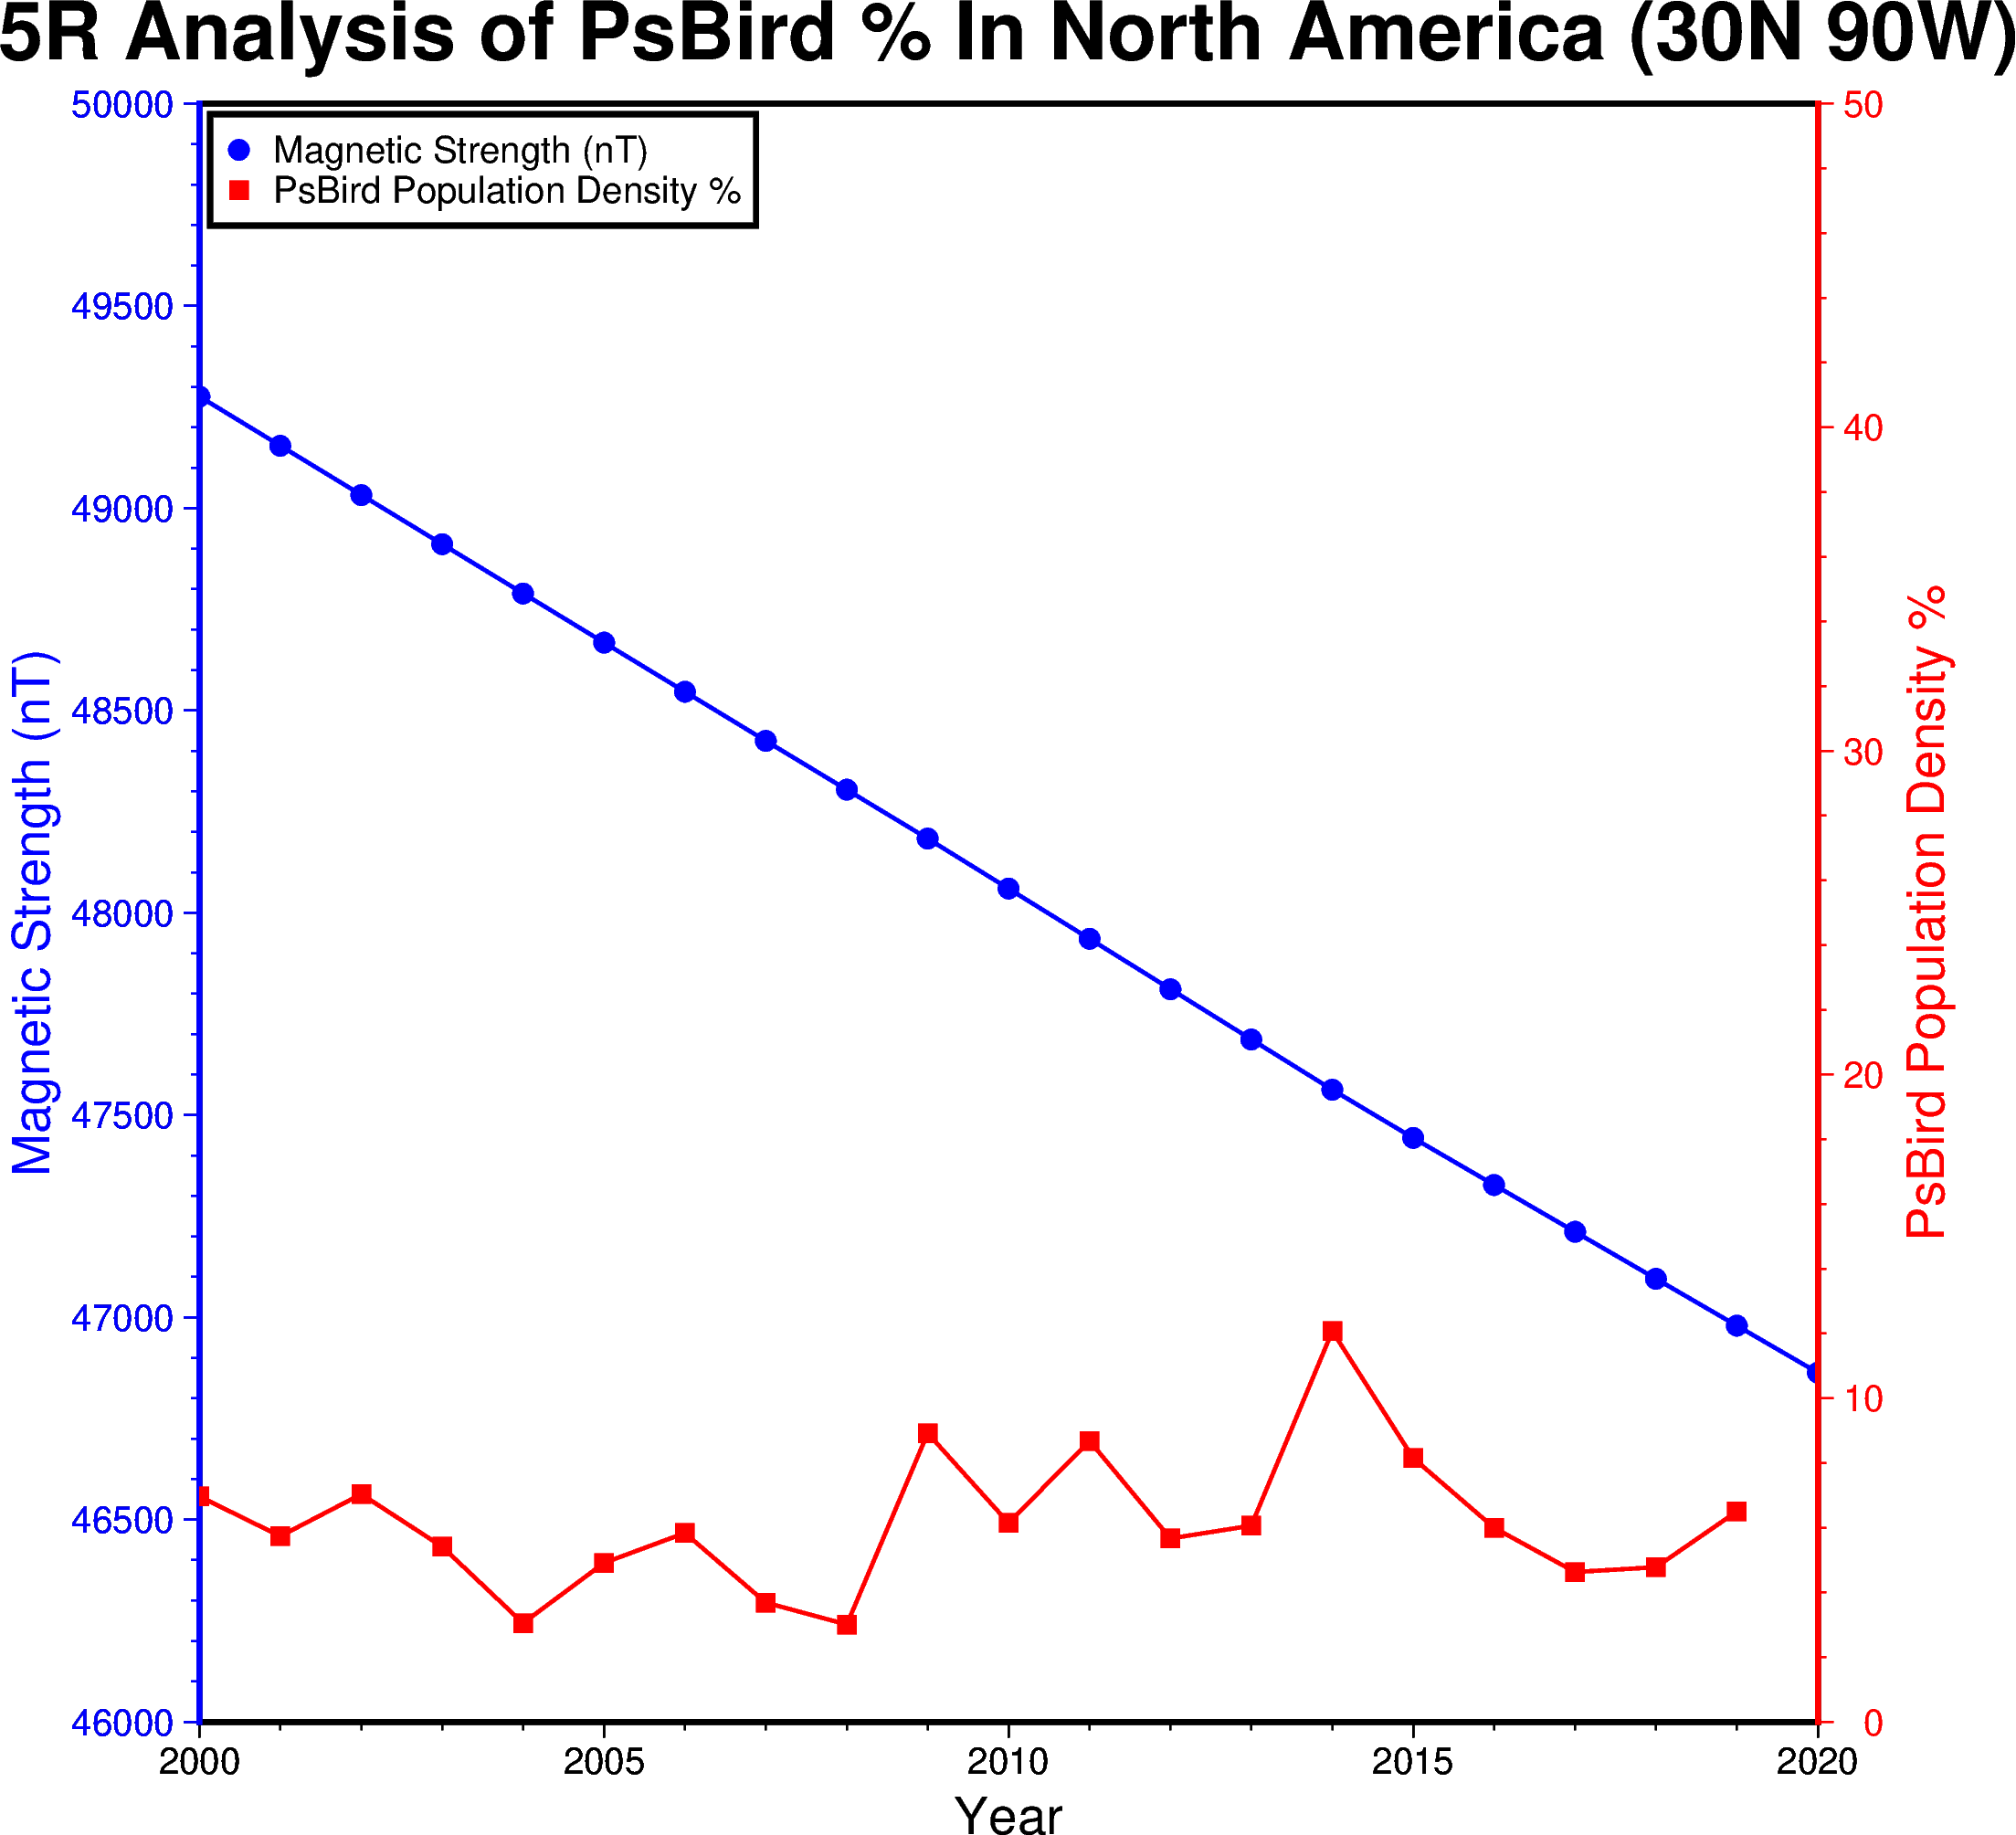 5R Analysis of PsBird % In North America (30N 90W)
Magnetic Strength (nT)
PsBird Population Density %
50000
49500
49000
48500
48000
47500
47000
46500
46000
Magnetic Strength (nT)
50
40
30
20
10
0
PsBird Population Density %
2000 2005 2010 2015 2020
Year